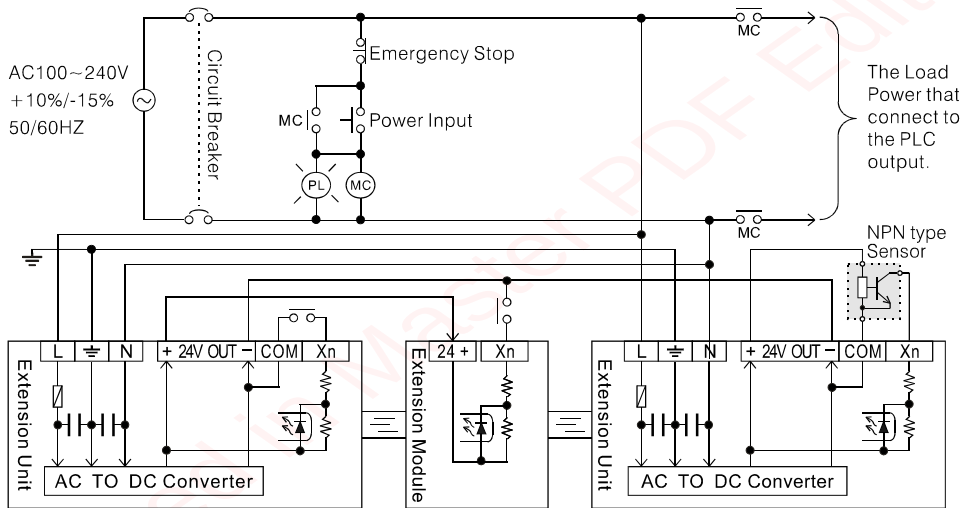 AC100~240V
+10%/-15%
50/60HZ
Circuit Breaker
Emergency Stop
MC
Power Input
PL
MC
MC
MC
The Load
Power that
connect to
the PLC
output.
NPN type
Sensor
L N + 24V OUT - COM Xn
Extension Unit
AC TO DC Converter
24 + Xn
Extension Module
L N + 24V OUT - COM Xn
Extension Unit
AC TO DC Converter